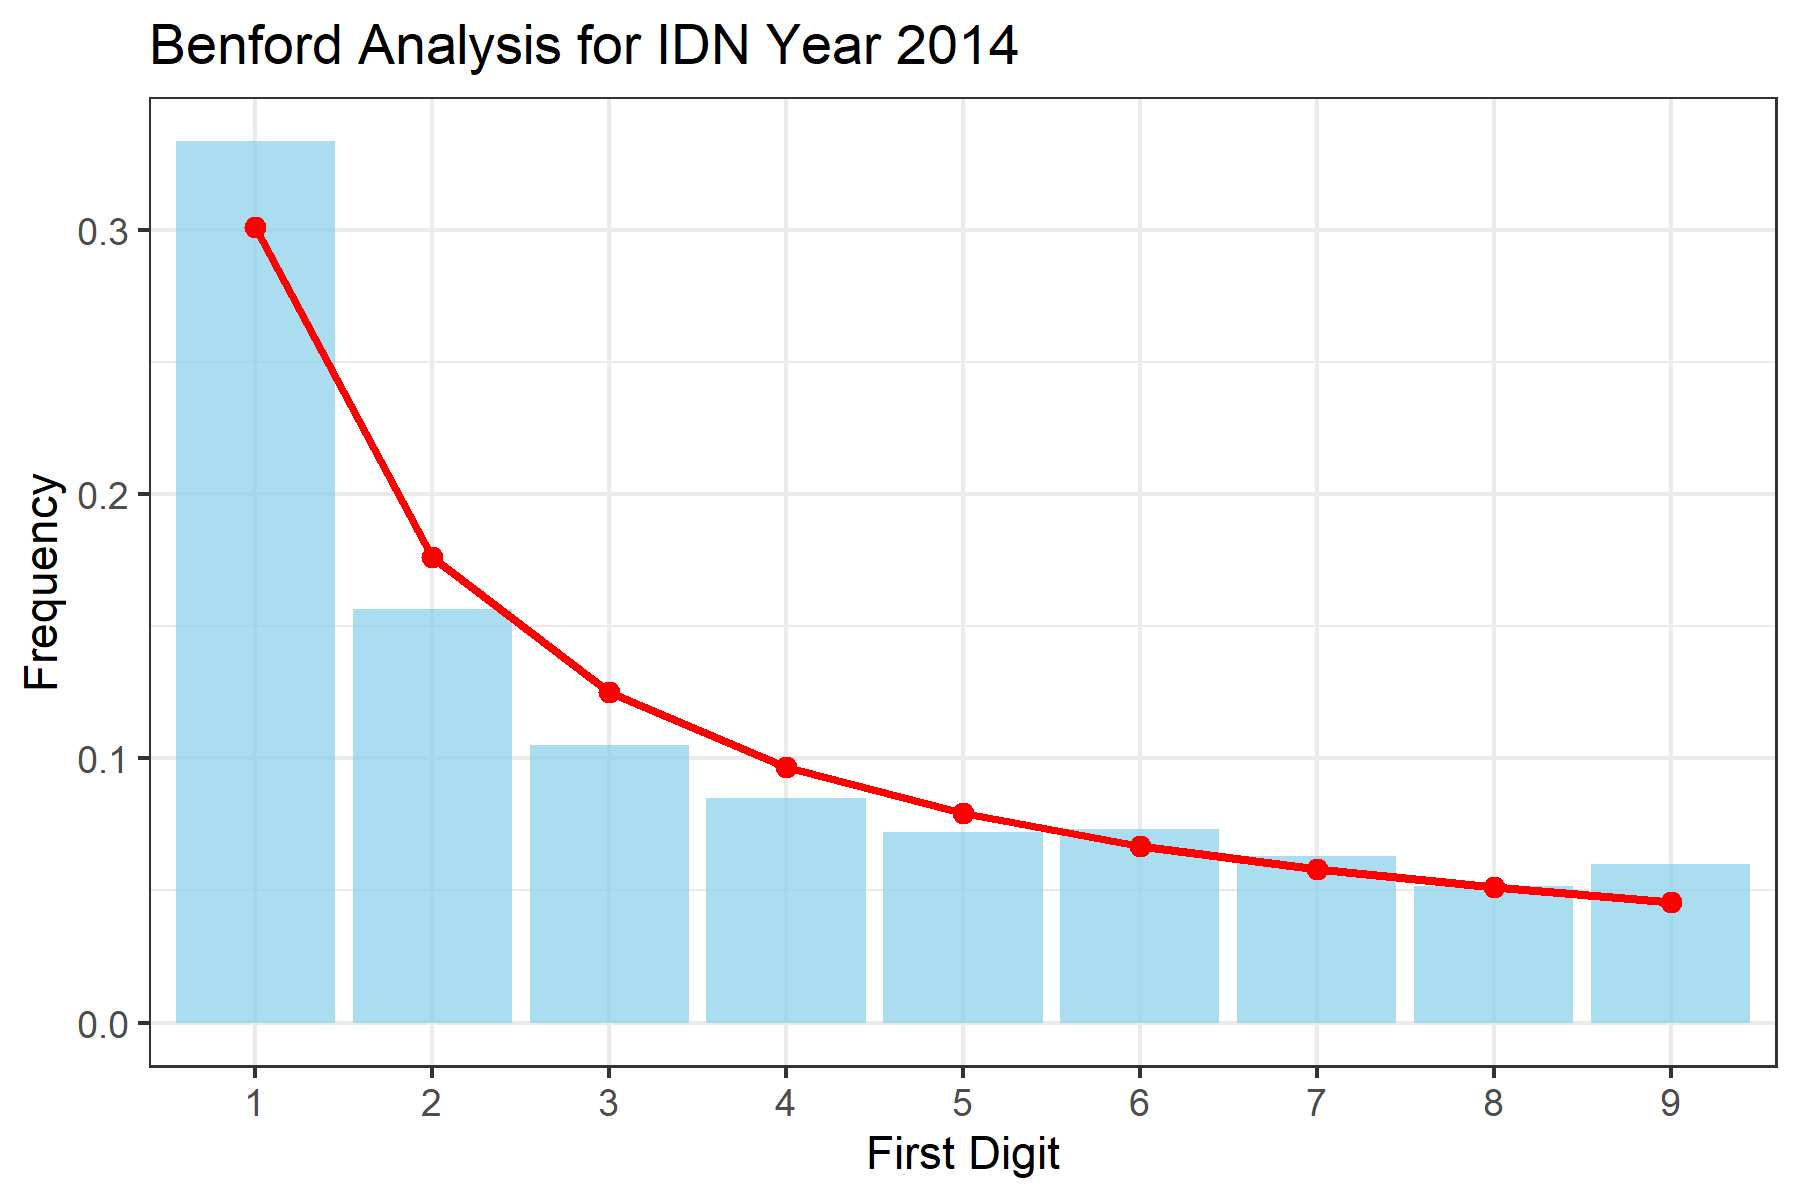 Benford Analysis for IDN Year 2014
Frequency
0.3
0.2
0.1
0.0
1 2 3 4 5 6 7 8 9
First Digit